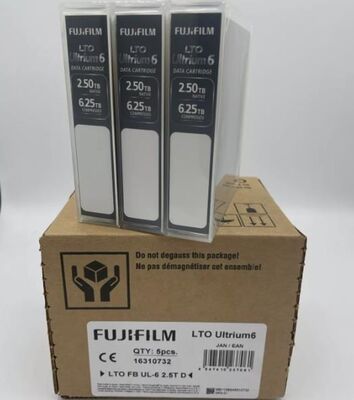 FUJIFILM
LTO
Ultrium6
DATA CARTRIDGE
2.50TB
NATIVE
6.25TB
COMPRESSED
FUJIFILM
LTO
Ultrium6
DATA CARTRIDGE
2.50TB
NATIVE
6.25TB
COMPRESSED
FUJIFILM
LTO
Ultrium6
DATA CARTRIDGE
2.50TB
NATIVE
6.25TB
COMPRESSED
Do not degauss this package!
Ne pas démagnétiser cet ensemble!
FUJIFILM
LTO Ultrium6
QTY: 5pcs.
JAN / EAN
CE
16310732
LTO FB UL-6 2.5T D